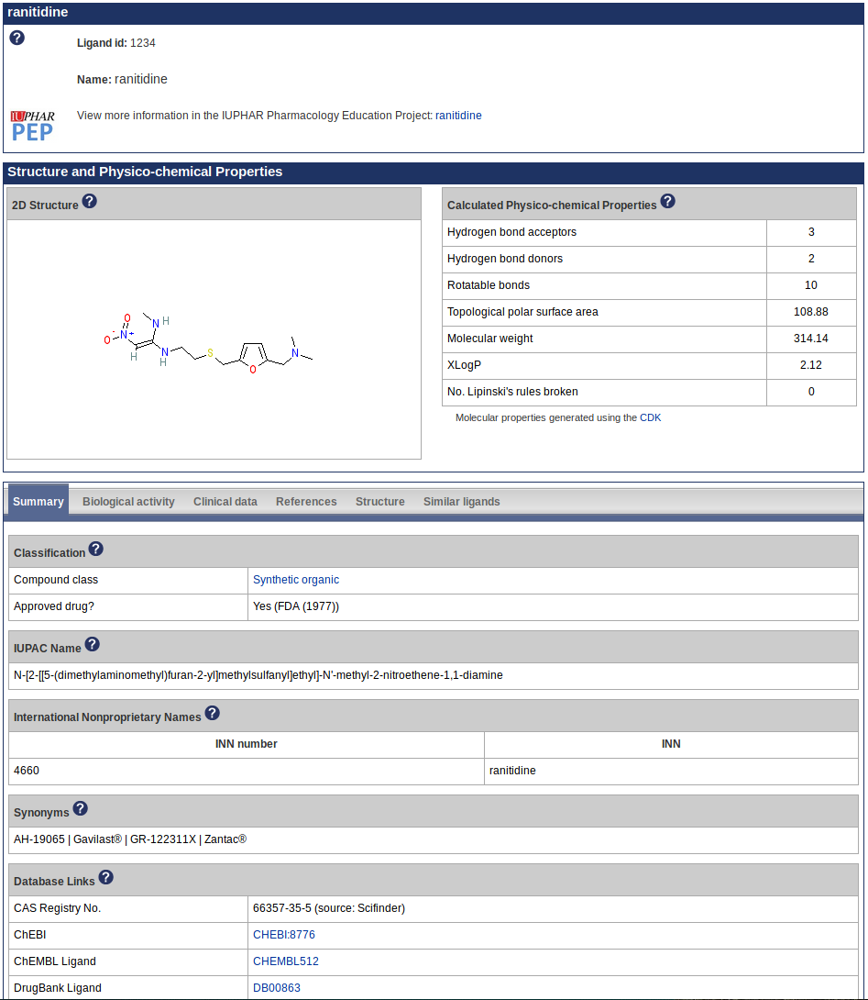 ranitidine
?
Ligand id: 1234
Name: ranitidine
IUPHAR
PEP
View more information in the IUPHAR Pharmacology Education Project: ranitidine
Structure and Physico-chemical Properties
2D Structure ?
O
N
H
O
-
N
+
H
N
H
S
O
N
Calculated Physico-chemical Properties ?
Hydrogen bond acceptors 3
Hydrogen bond donors 2
Rotatable bonds 10
Topological polar surface area 108.88
Molecular weight 314.14
XLogP 2.12
No. Lipinski's rules broken 0
Molecular properties generated using the CDK
Summary Biological activity Clinical data References Structure Similar ligands
Classification ?
Compound class Synthetic organic
Approved drug? Yes (FDA (1977))
IUPAC Name ?
N-[2-[[5-(dimethylaminomethyl)furan-2-yl]methylsulfanyl]ethyl]-N'-methyl-2-nitroethene-1,1-diamine
International Nonproprietary Names ?
INN number INN
4660 ranitidine
Synonyms ?
AH-19065 | Gavilast® | GR-122311X | Zantac®
Database Links ?
CAS Registry No. 66357-35-5 (source: Scifinder)
ChEBI CHEBI:8776
ChEMBL Ligand CHEMBL512
DrugBank Ligand DB00863